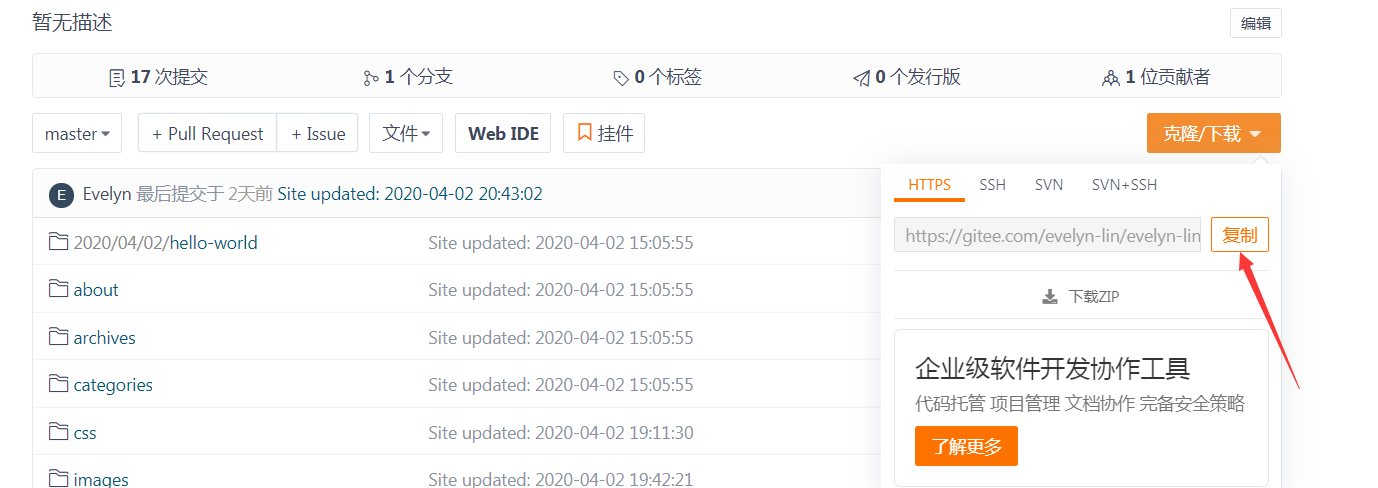 暂无描述
编辑
17 次提交 1 个分支 0 个标签 0 个发行版 1 位贡献者
master + Pull Request + Issue 文件 Web IDE 挂件 克隆/下载
E Evelyn 最后提交于 2天前 Site updated: 2020-04-02 20:43:02
2020/04/02/hello-world Site updated: 2020-04-02 15:05:55
about Site updated: 2020-04-02 15:05:55
archives Site updated: 2020-04-02 15:05:55
categories Site updated: 2020-04-02 15:05:55
css Site updated: 2020-04-02 19:11:30
images Site updated: 2020-04-02 19:42:21
HTTPS SSH SVN SVN+SSH
https://gitee.com/evelyn-lin/evelyn-lin 复制
下载ZIP
企业级软件开发协作工具
代码托管 项目管理 文档协作 完备安全策略
了解更多